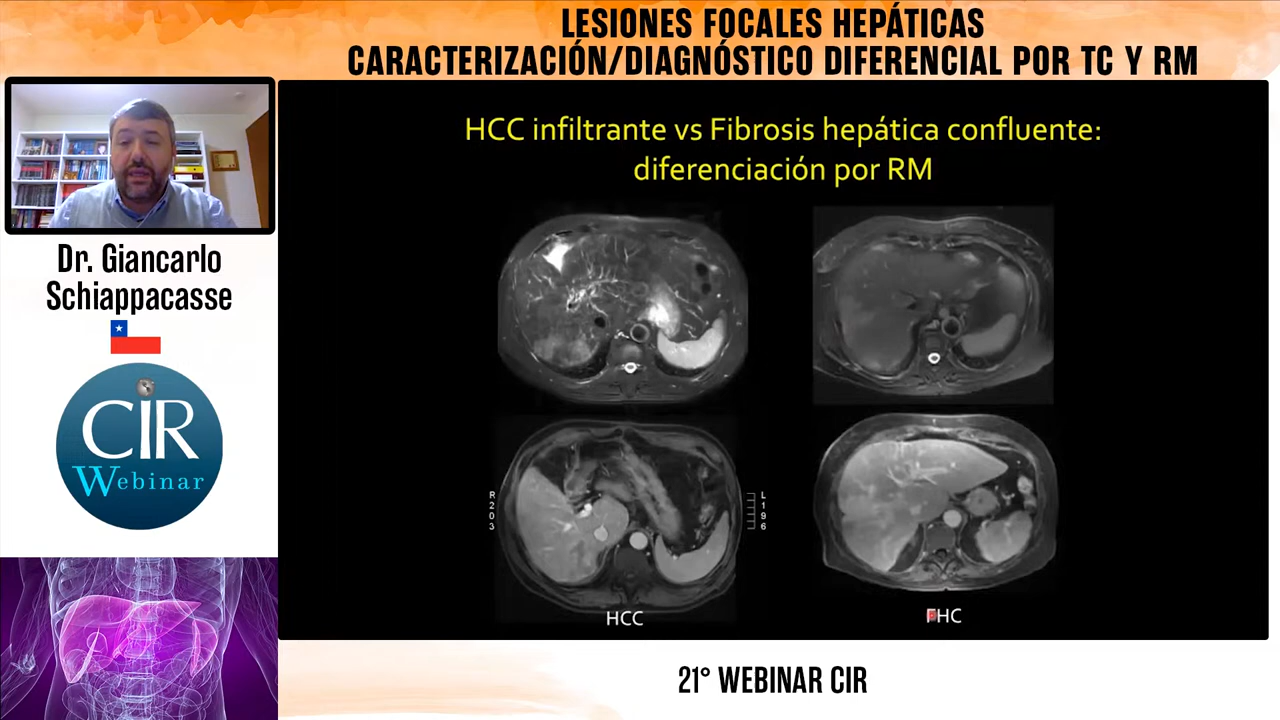 LESIONES FOCALES HEPÁTICAS
CARACTERIZACIÓN/DIAGNÓSTICO DIFERENCIAL POR TC Y RM
Dr. Giancarlo
Schiappacasse
CIR
Webinar
HCC infiltrante vs Fibrosis hepática confluente:
diferenciación por RM
R
2
0
3
L
1
9
6
HCC
FHC
21° WEBINAR CIR